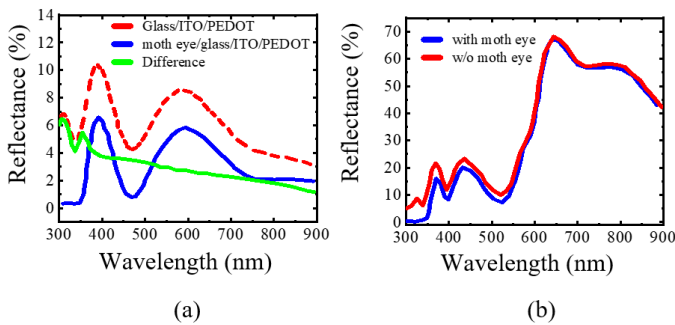 Glass/ITO/PEDOT
moth eye/glass/ITO/PEDOT
Difference
Reflectance (%)
14
12
10
8
6
4
2
0
300 400 500 600 700 800 900
Wavelength (nm)
(a)
with moth eye
w/o moth eye
Reflectance (%)
70
60
50
40
30
20
10
0
300 400 500 600 700 800 900
Wavelength (nm)
(b)